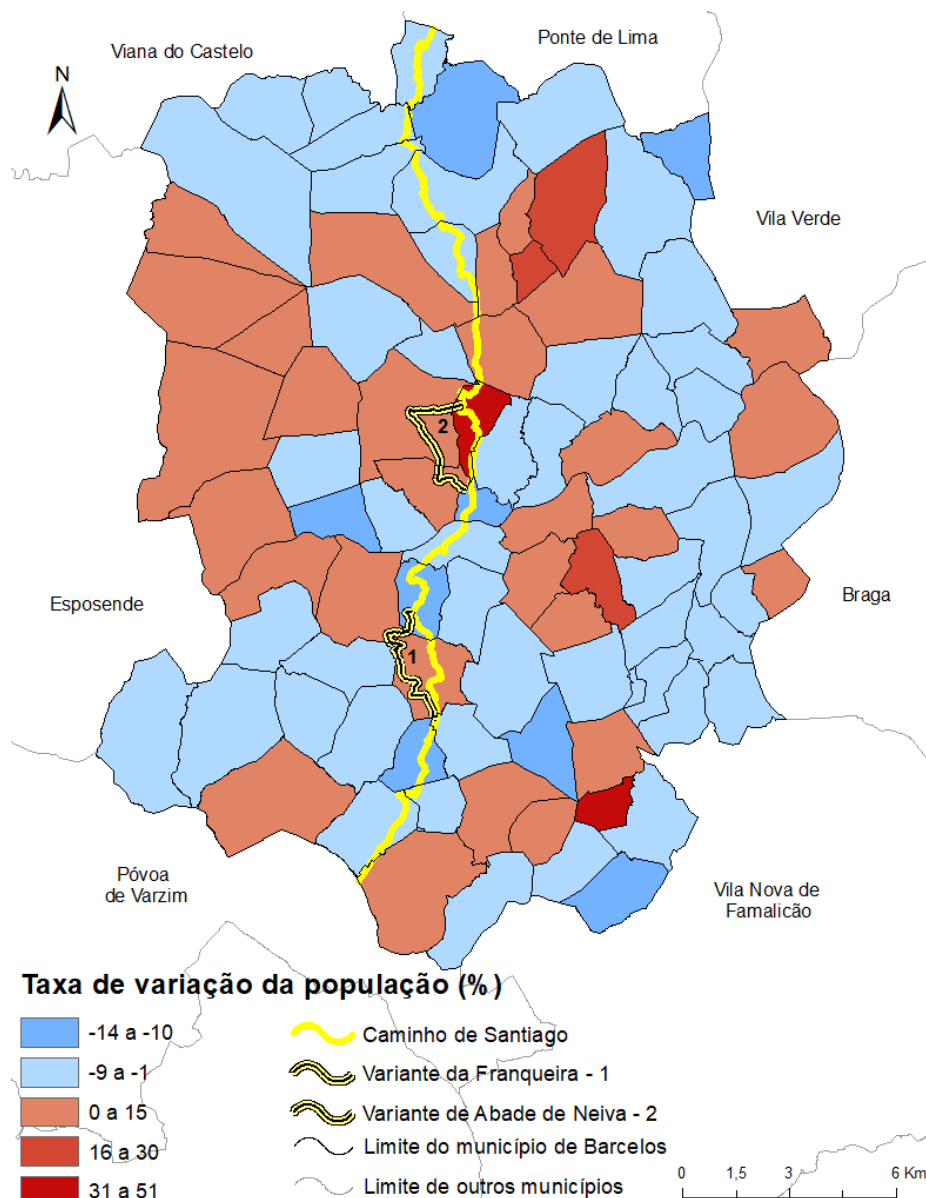 Viana do Castelo
Ponte de Lima
N
Vila Verde
2
Esposende
Braga
1
Póvoa
de Varzim
Vila Nova de
Famalicão
Taxa de variação da população (%)
-14 a -10
-9 a -1
0 a 15
16 a 30
31 a 51
Caminho de Santiago
Variante da Franqueira - 1
Variante de Abade de Neiva - 2
Limite do município de Barcelos
Limite de outros municípios
0 1,5 3 6 Km